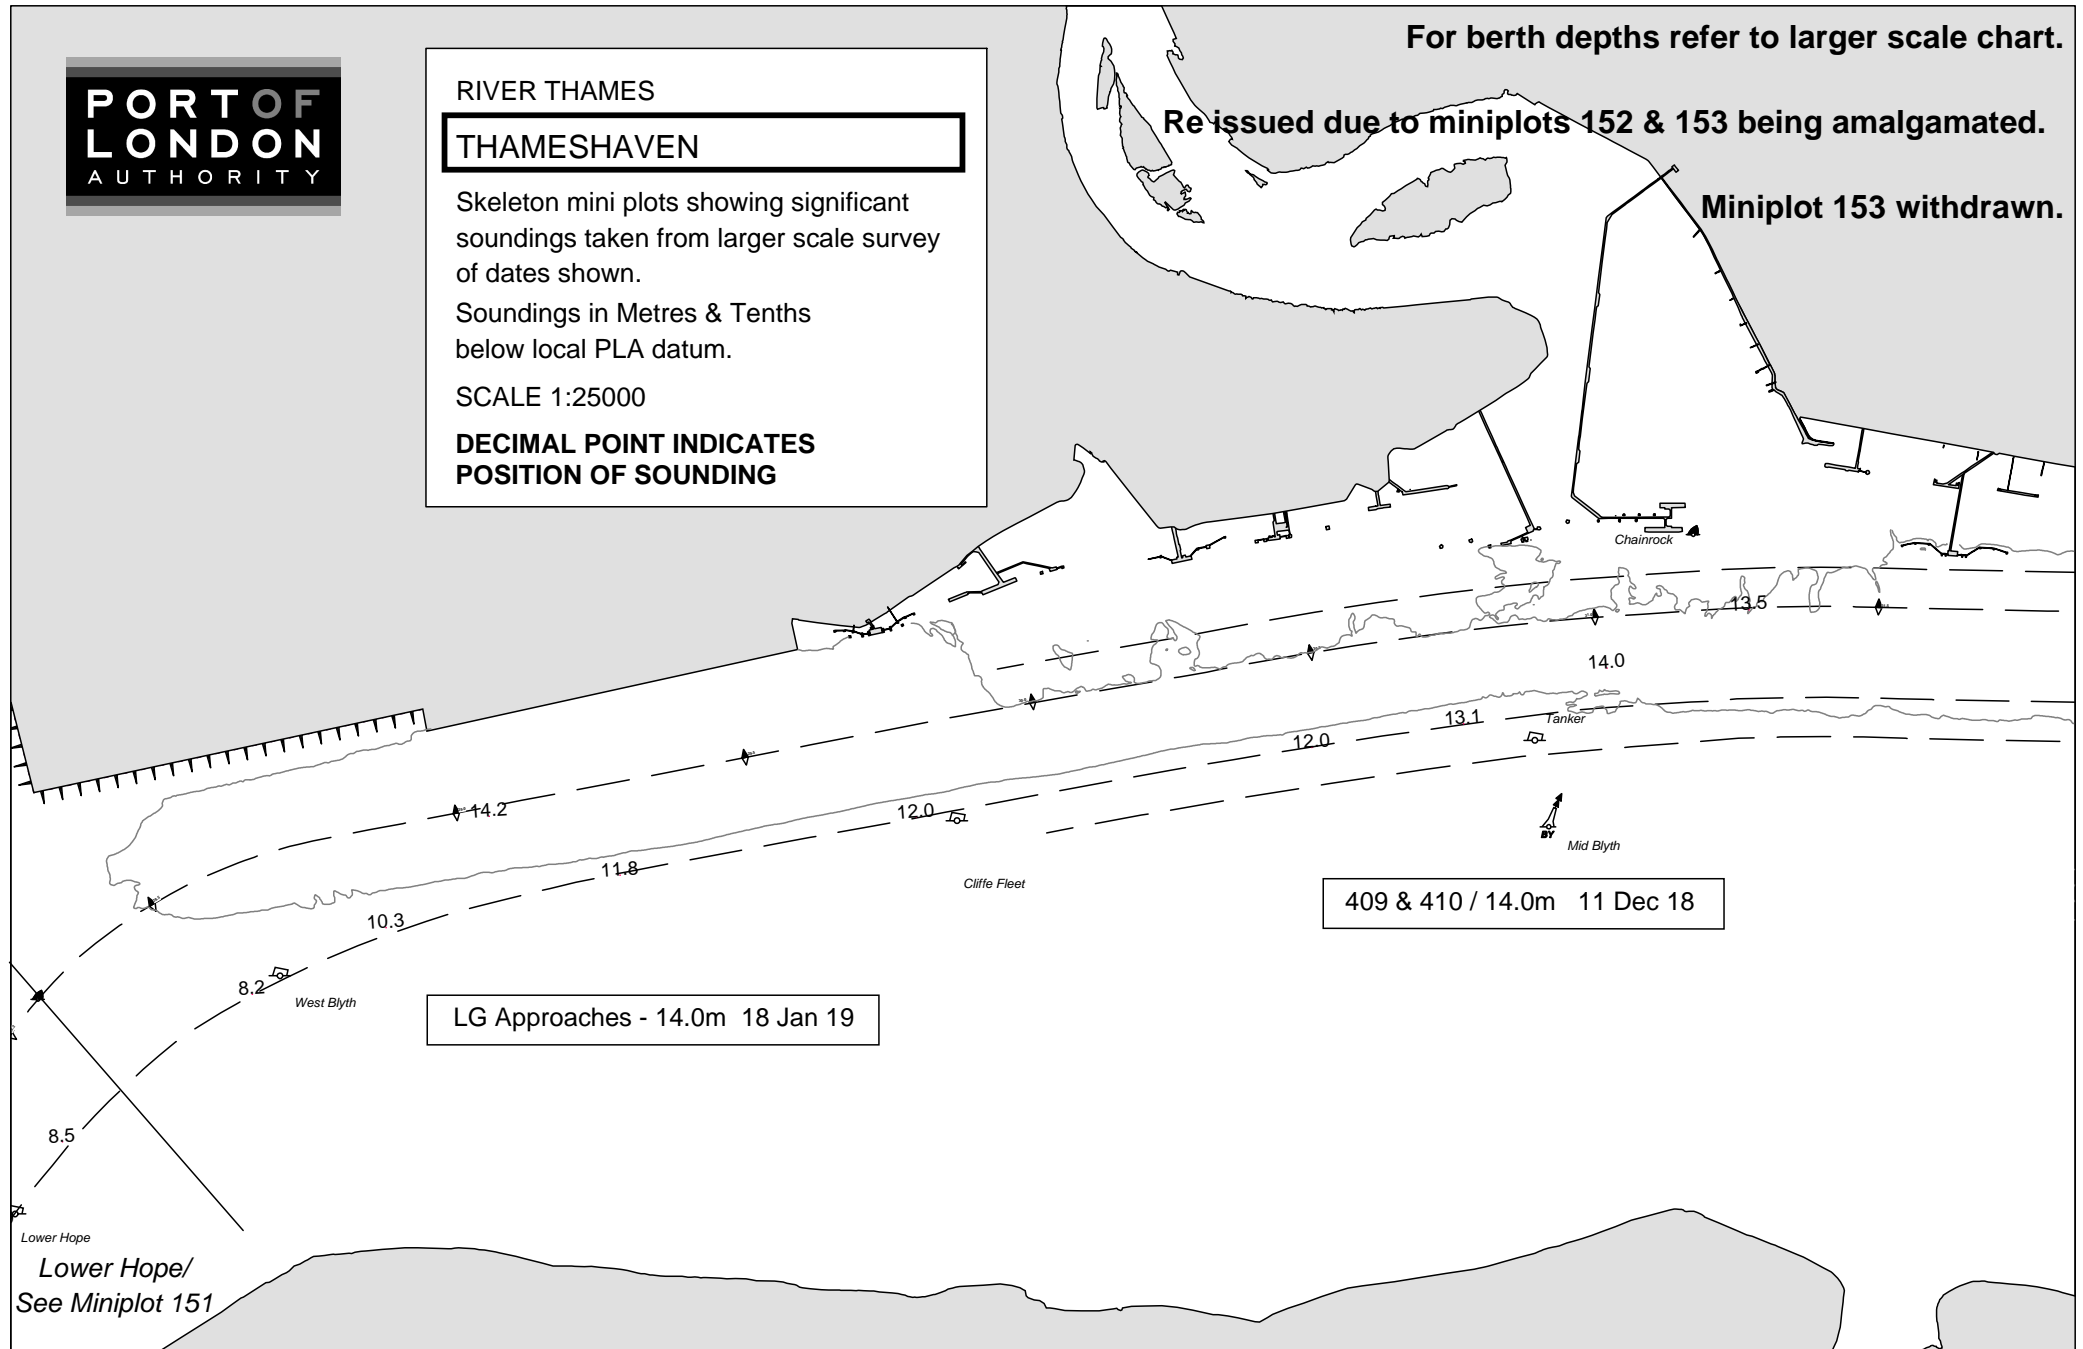 For berth depths refer to larger scale chart.
Re issued due to miniplots 152 & 153 being amalgamated.
Miniplot 153 withdrawn.
PORT OF
LONDON
AUTHORITY
RIVER THAMES
THAMESHAVEN
Skeleton mini plots showing significant
soundings taken from larger scale survey
of dates shown.
Soundings in Metres & Tenths
below local PLA datum.
SCALE 1:25000
DECIMAL POINT INDICATES
POSITION OF SOUNDING
Chainrock
13.5
14.0
13.1
Tanker
12.0
14.2
12.0
BY
Mid Blyth
11.8
Cliffe Fleet
409 & 410 / 14.0m 11 Dec 18
10.3
8.2
West Blyth
LG Approaches - 14.0m 18 Jan 19
8.5
Lower Hope
Lower Hope/
See Miniplot 151